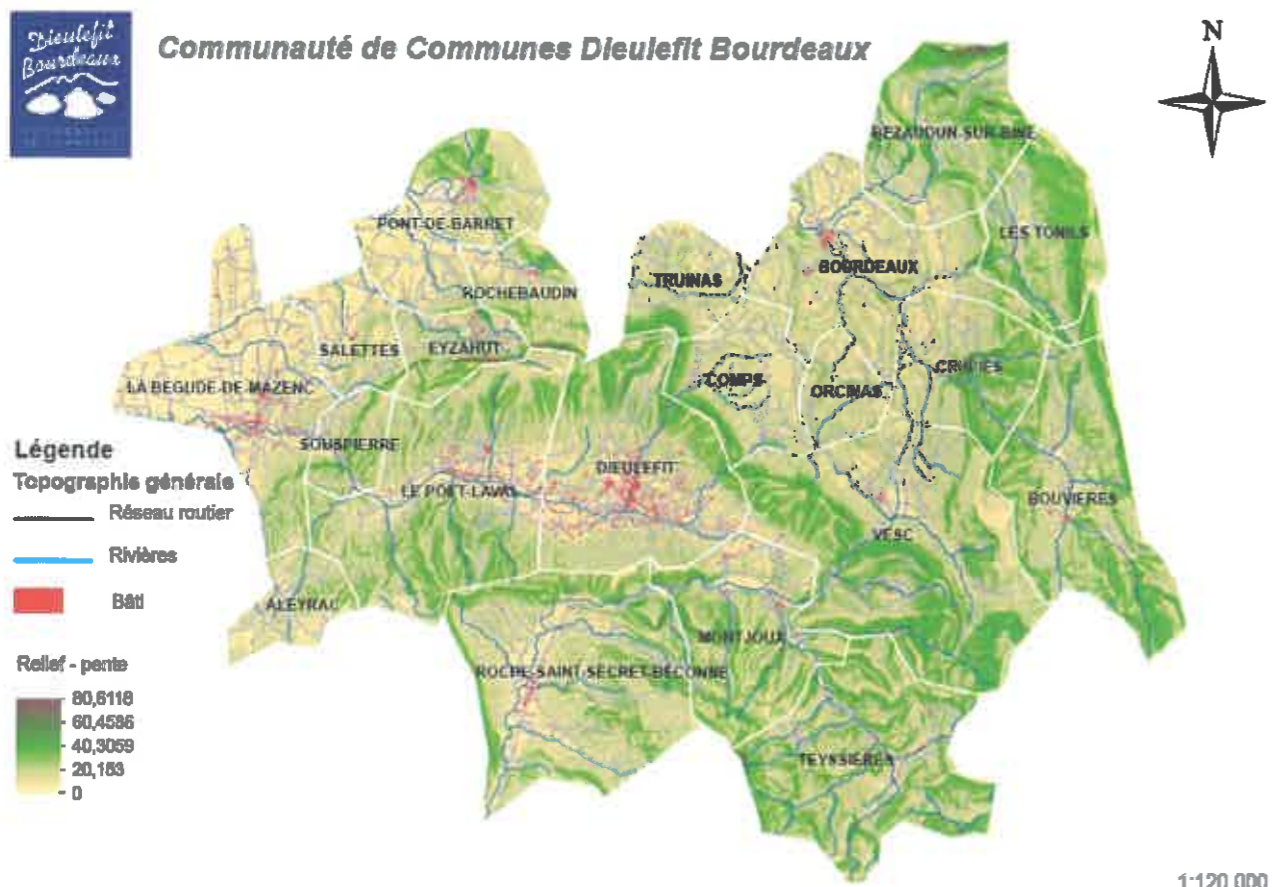 Dieulefit
Bourdeaux
Communauté de Communes Dieulefit Bourdeaux
N
BEZAUDUN-SUR-BINE
PONT-DE-BARRET
LES TONILS
BOURDEAUX
TRUINAS
ROCHEBAUDIN
SALETTES
EYZAHUT
CRUPIES
COMPS
LA BEGUDE-DE-MAZENC
ORCINAS
SOUSPIERRE
DIEULEFIT
LE POET-LAVAL
BOUVIERES
VESC
ALEYRAC
MONTJOUX
ROCHE-SAINT-SECRET-BECONNE
TEYSSIERES
Légende
Topographie générale
Réseau routier
Rivières
Bâti
Relief - pente
80,6116
60,4586
40,3059
20,153
0
1:120 000